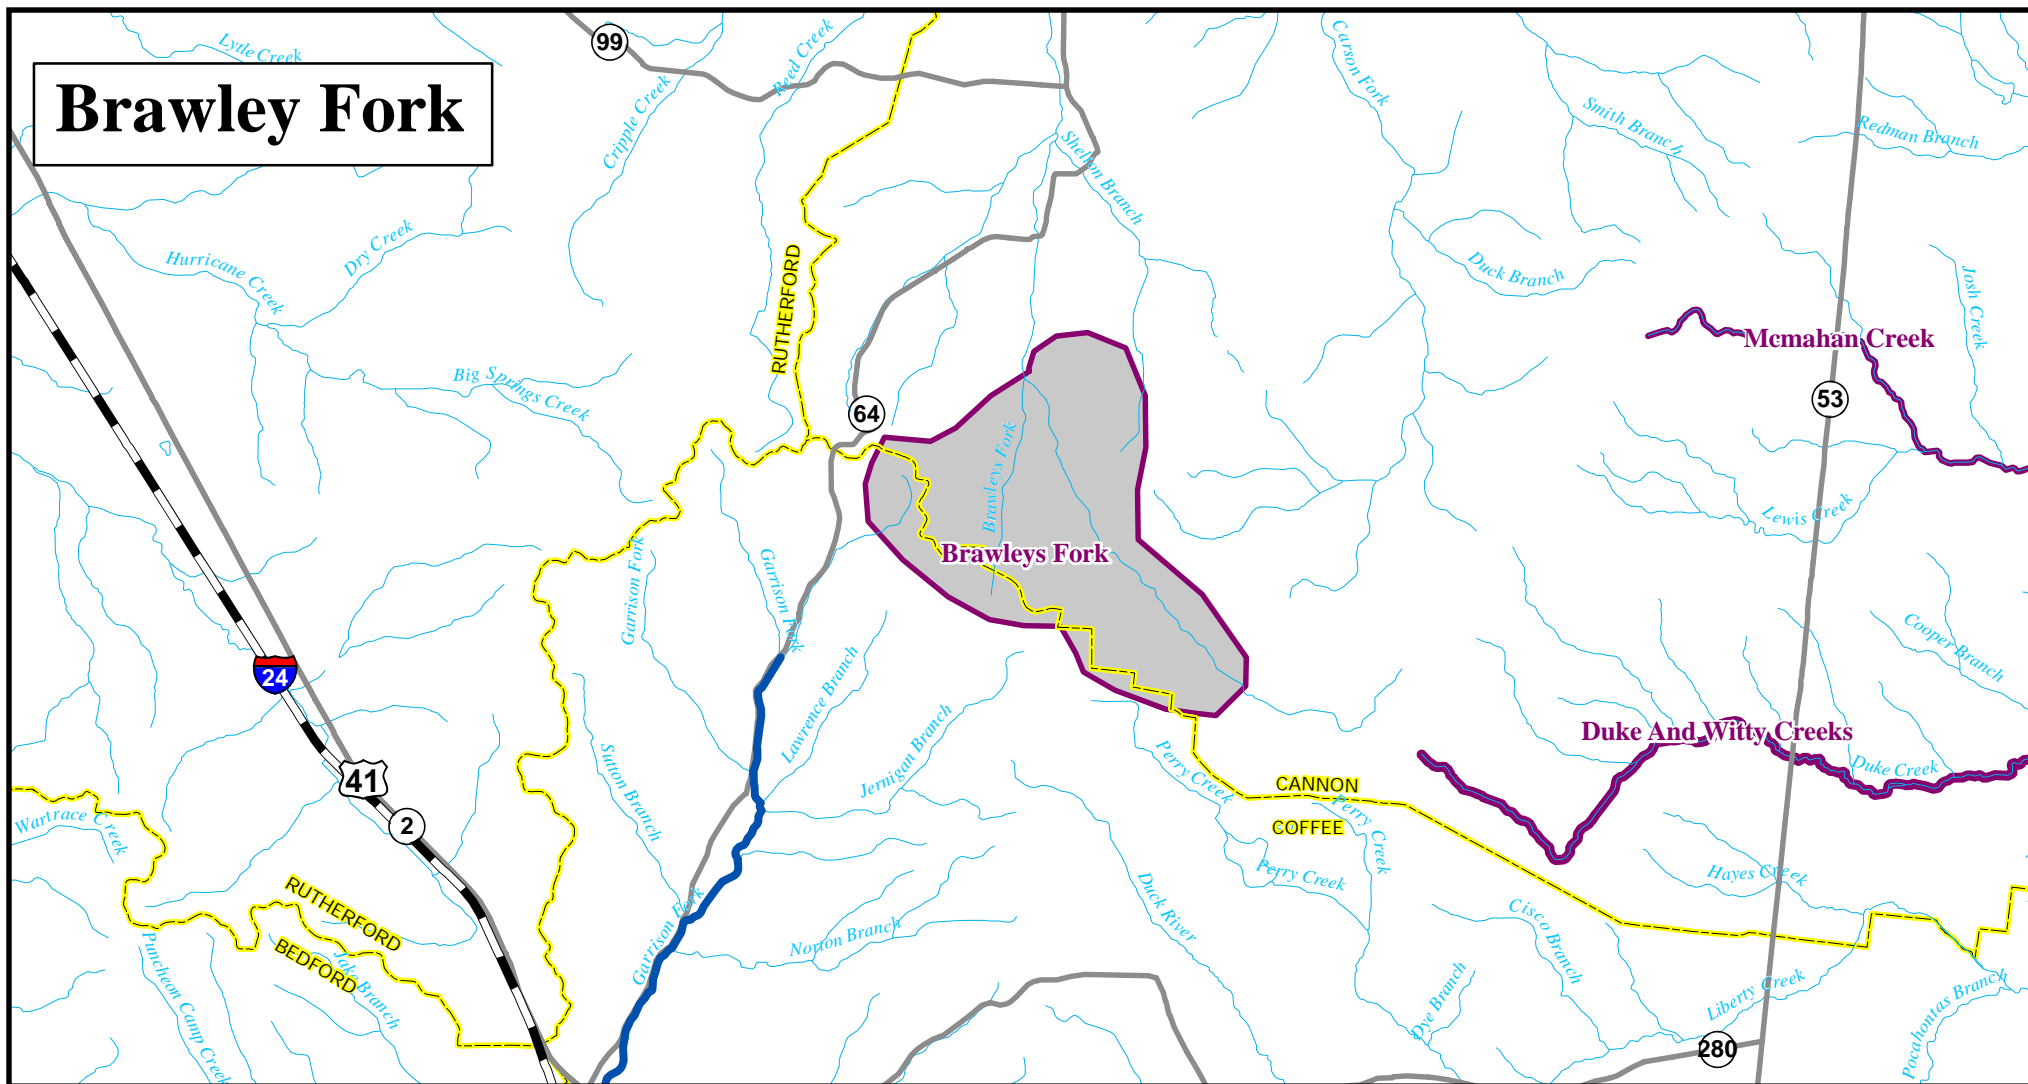 Brawley Fork
Lytle Creek
99
Cripple Creek
Reed Creek
Carson Fork
Smith Branch
Redman Branch
Shelton Branch
Hurricane Creek
Dry Creek
RUTHERFORD
Duck Branch
Josh Creek
Mcmahan Creek
Big Springs Creek
64
53
Brawleys Fork
Brawleys Fork
Lewis Creek
Garrison Fork
Garrison Fork
Cooper Branch
24
Lawrence Branch
Jernigan Branch
Sutton Branch
Duke And Witty Creeks
Duke Creek
41
2
Perry Creek
CANNON
COFFEE
Perry Creek
Perry Creek
Wartrace Creek
Hayes Creek
RUTHERFORD
BEDFORD
Jake Branch
Puncheon Camp Creek
Garrison Fork
Norton Branch
Duck River
Cisco Branch
Dye Branch
Liberty Creek
Pocahontas Branch
280